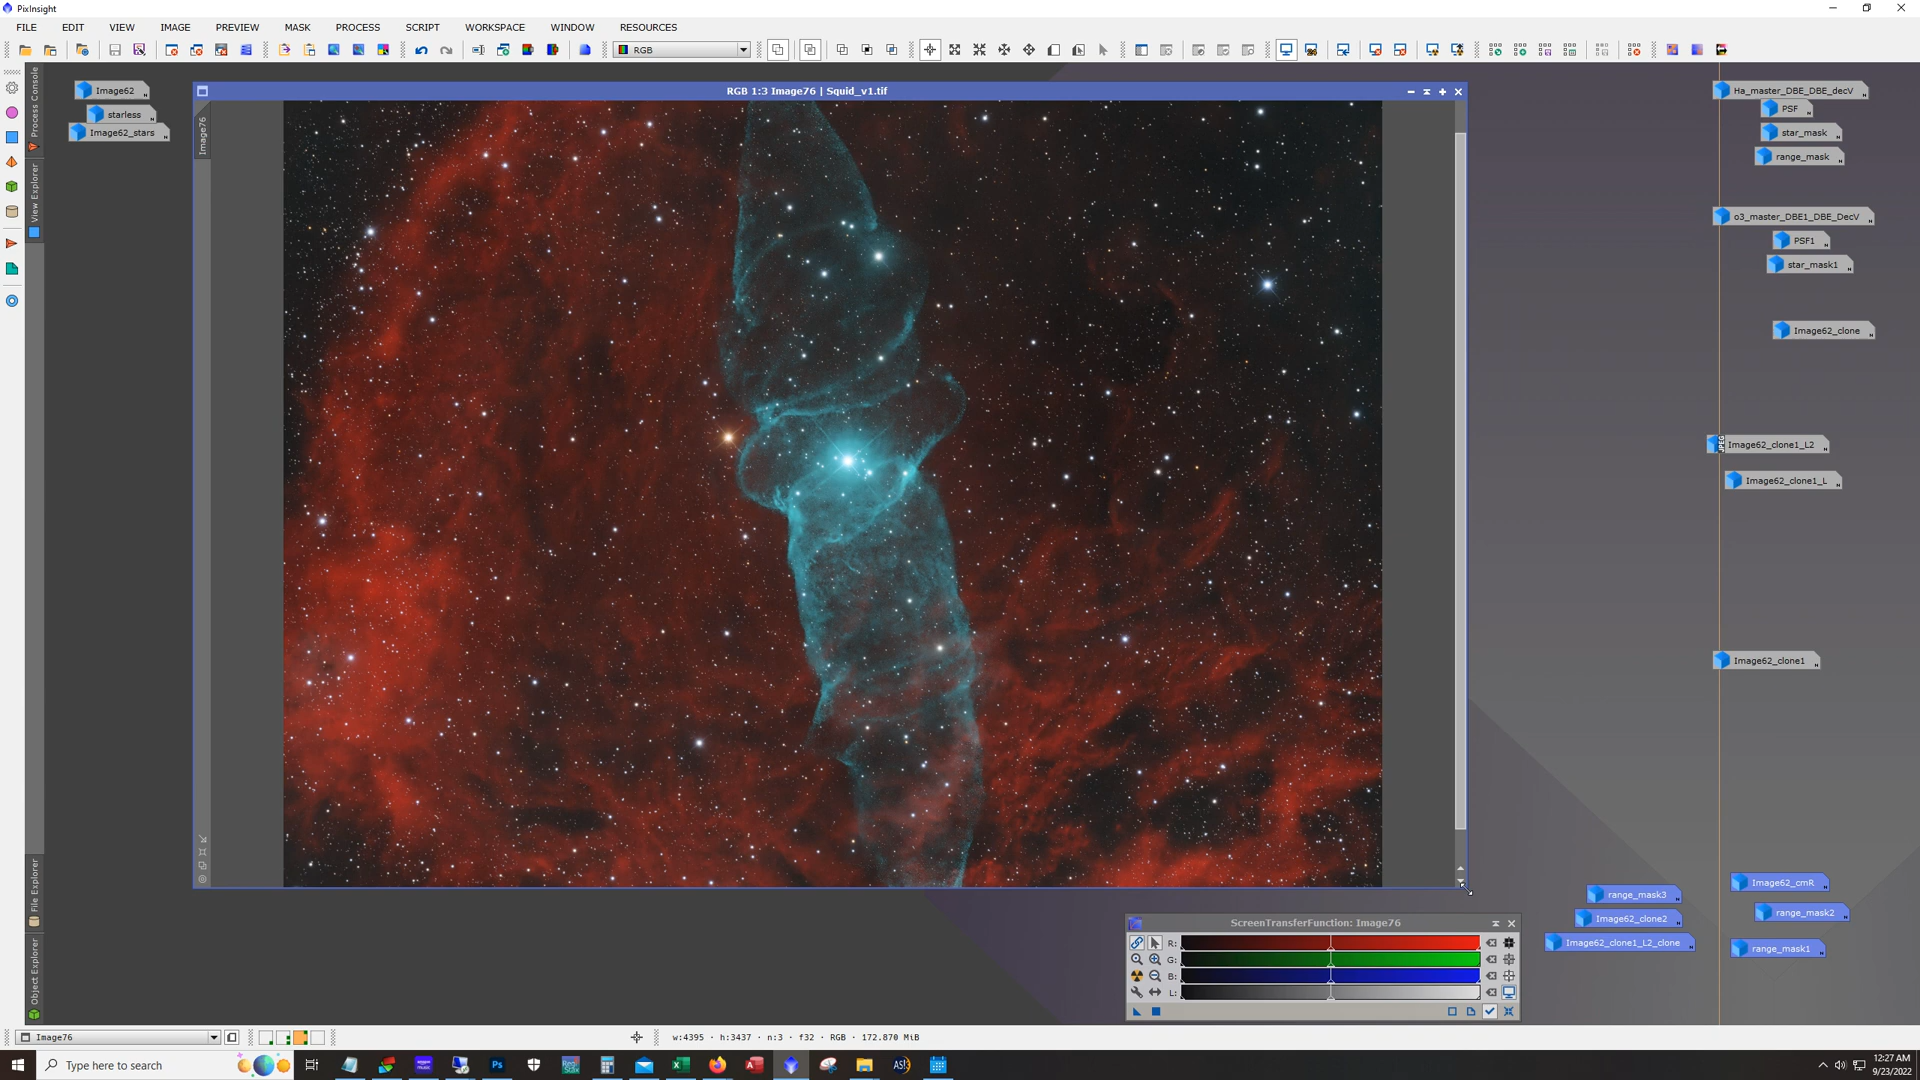 PixInsight
FILE EDIT VIEW IMAGE PREVIEW MASK PROCESS SCRIPT WORKSPACE WINDOW RESOURCES
RGB
Process Console
View Explorer
File Explorer
Object Explorer
Image62
starless
Image62_stars
RGB 1:3 Image76 | Squid_v1.tif
Image76
Ha_master_DBE_DBE_decV
PSF
star_mask
range_mask
o3_master_DBE1_DBE_DecV
PSF1
star_mask1
Image62_clone
Image62_clone1_L2
Image62_clone1_L
Image62_clone1
Image62_cmR
range_mask3
range_mask2
Image62_clone2
Image62_clone1_L2_clone
range_mask1
ScreenTransferFunction: Image76
R:
G:
B:
L:
Image76
w:4395 · h:3437 · n:3 · f32 · RGB · 172.870 MiB
Type here to search
12:27 AM
9/23/2022